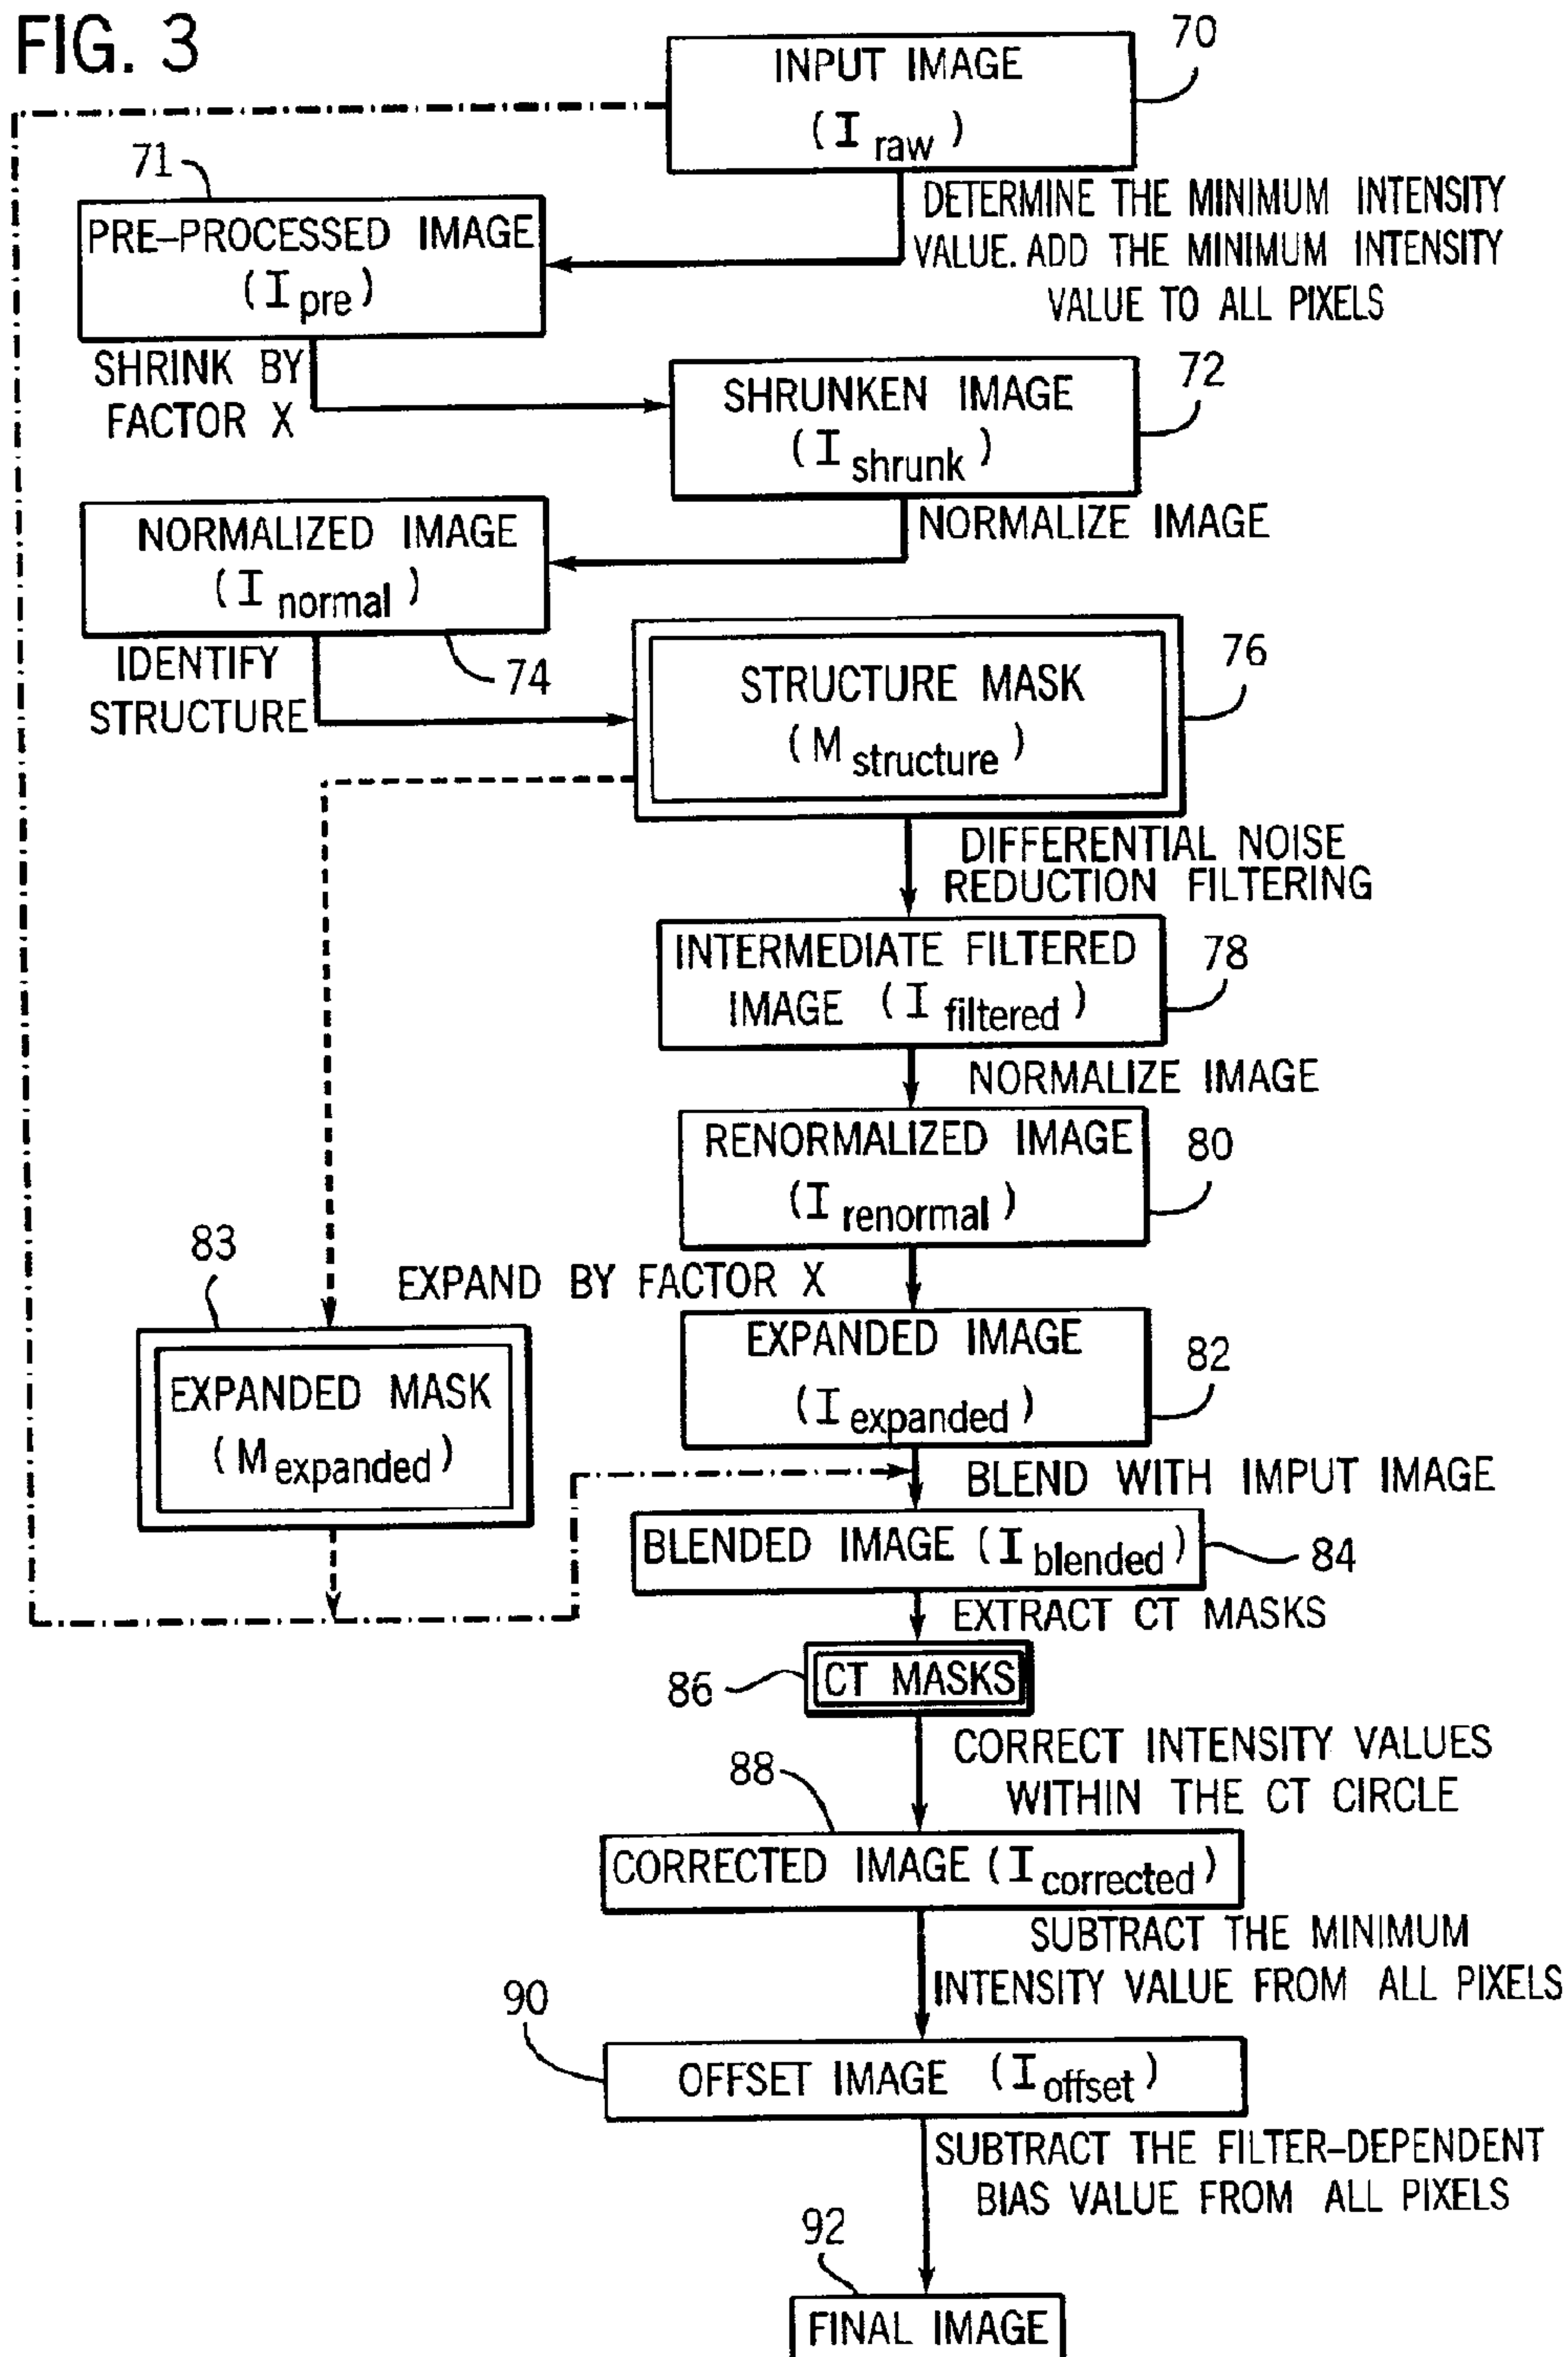 FIG. 3
70
INPUT IMAGE
(I raw)
71
DETERMINE THE MINIMUM INTENSITY
VALUE. ADD THE MINIMUM INTENSITY
VALUE TO ALL PIXELS
PRE-PROCESSED IMAGE
(I pre)
SHRINK BY
FACTOR X
72
SHRUNKEN IMAGE
(I shrunk)
NORMALIZE IMAGE
NORMALIZED IMAGE
(I normal)
74
IDENTIFY
STRUCTURE
76
STRUCTURE MASK
(M structure)
DIFFERENTIAL NOISE
REDUCTION FILTERING
INTERMEDIATE FILTERED
IMAGE (I filtered)
78
NORMALIZE IMAGE
RENORMALIZED IMAGE
(I renormal)
80
83
EXPAND BY FACTOR X
EXPANDED IMAGE
(I expanded)
82
EXPANDED MASK
(M expanded)
BLEND WITH IMPUT IMAGE
BLENDED IMAGE (I blended)
84
EXTRACT CT MASKS
86
CT MASKS
CORRECT INTENSITY VALUES
WITHIN THE CT CIRCLE
88
CORRECTED IMAGE (I corrected)
SUBTRACT THE MINIMUM
INTENSITY VALUE FROM ALL PIXELS
90
OFFSET IMAGE (I offset)
SUBTRACT THE FILTER-DEPENDENT
BIAS VALUE FROM ALL PIXELS
92
FINAL IMAGE